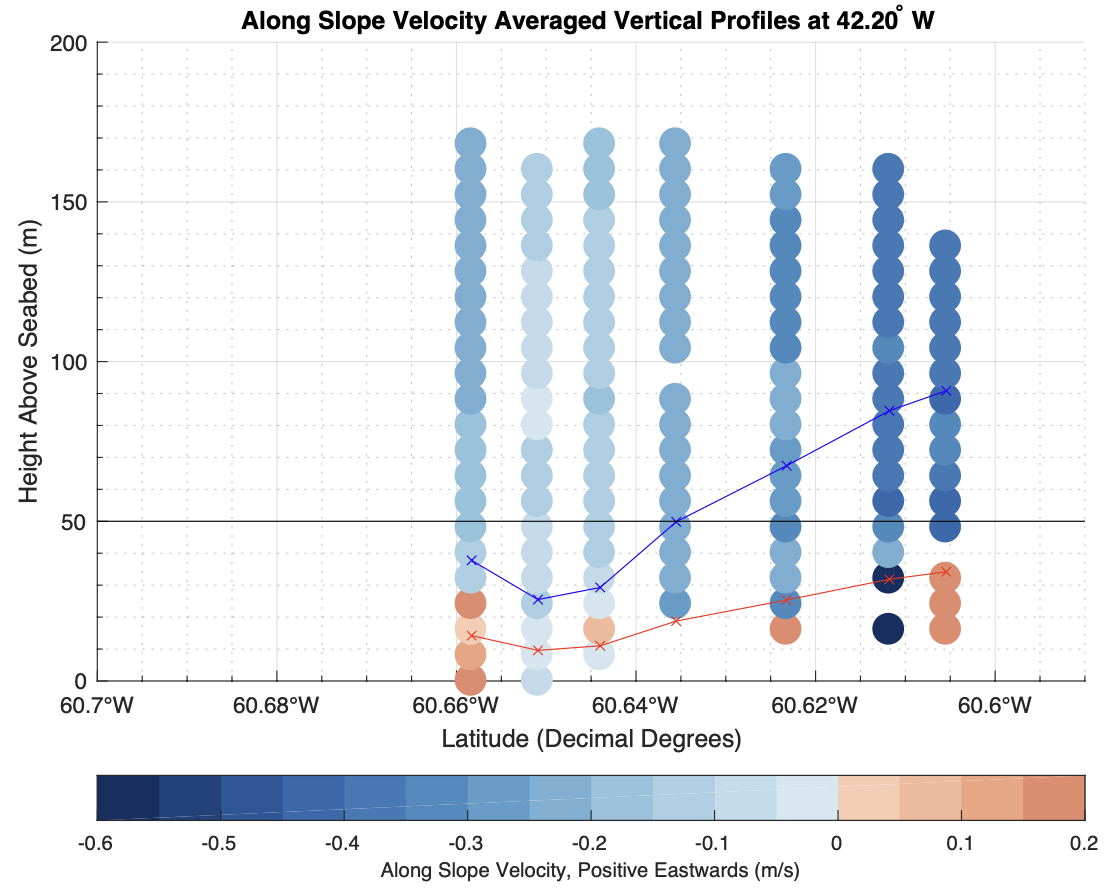 Along Slope Velocity Averaged Vertical Profiles at 42.20° W
200
150
100
50
0
Height Above Seabed (m)
60.7°W 60.68°W 60.66°W 60.64°W 60.62°W 60.6°W
Latitude (Decimal Degrees)
-0.6 -0.5 -0.4 -0.3 -0.2 -0.1 0 0.1 0.2
Along Slope Velocity, Positive Eastwards (m/s)